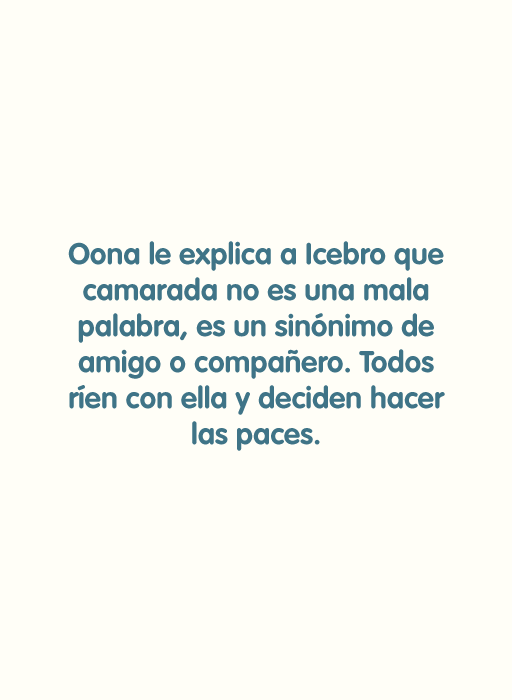 Oona le explica a Icebro que
camarada no es una mala
palabra, es un sinónimo de
amigo o compañero. Todos
ríen con ella y deciden hacer
las paces.